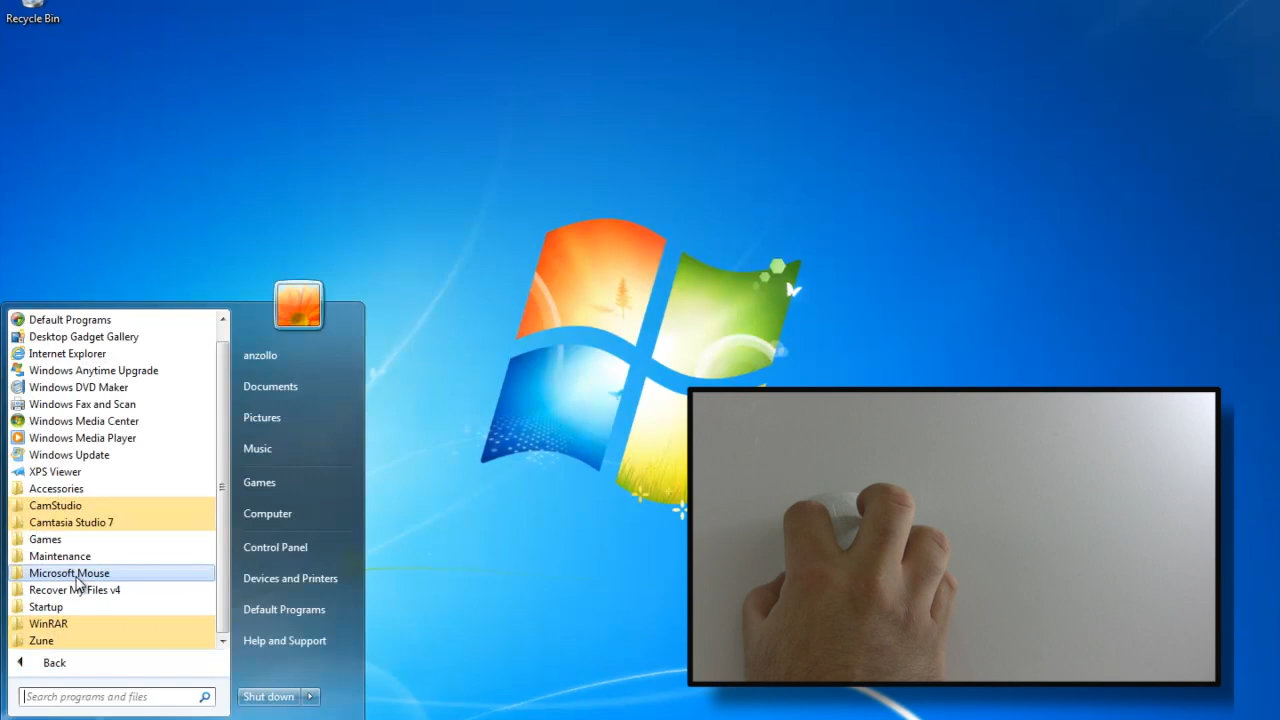 Recycle Bin
Default Programs
Desktop Gadget Gallery
Internet Explorer
Windows Anytime Upgrade
Windows DVD Maker
Windows Fax and Scan
Windows Media Center
Windows Media Player
Windows Update
XPS Viewer
Accessories
CamStudio
Camtasia Studio 7
Games
Maintenance
Microsoft Mouse
Recover My Files v4
Startup
WinRAR
Zune
Back
Search programs and files
anzollo
Documents
Pictures
Music
Games
Computer
Control Panel
Devices and Printers
Default Programs
Help and Support
Shut down